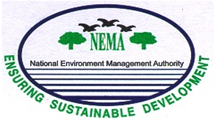 NEMA
National Environment Management Authority
ENSURING SUSTAINABLE DEVELOPMENT